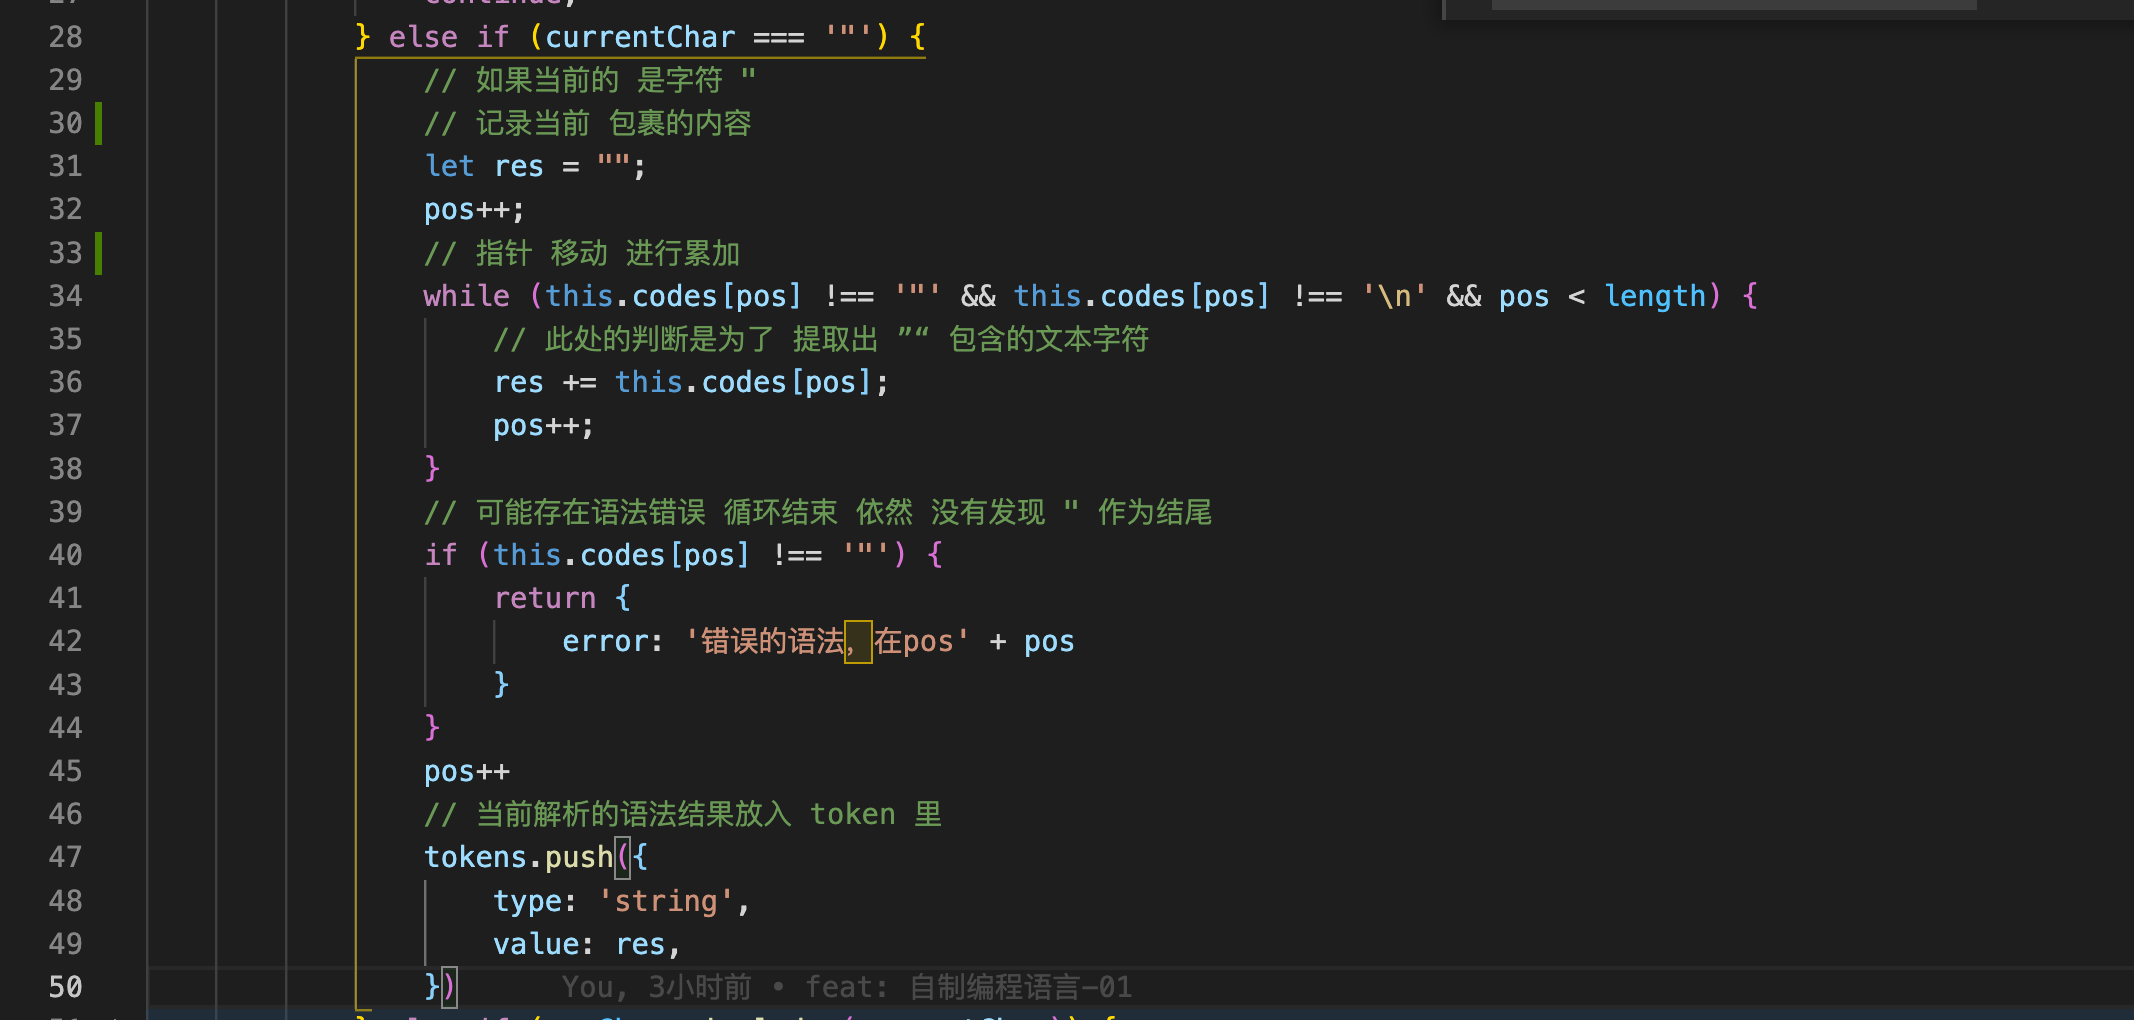 28 } else if (currentChar === '"') {
29 // 如果当前的 是字符 "
30 // 记录当前 包裹的内容
31 let res = "";
32 pos++;
33 // 指针 移动 进行累加
34 while (this.codes[pos] !== '"' && this.codes[pos] !== '\n' && pos < length) {
35 // 此处的判断是为了 提取出 ”“ 包含的文本字符
36 res += this.codes[pos];
37 pos++;
38 }
39 // 可能存在语法错误 循环结束 依然 没有发现 " 作为结尾
40 if (this.codes[pos] !== '"') {
41 return {
42 error: '错误的语法，在pos' + pos
43 }
44 }
45 pos++
46 // 当前解析的语法结果放入 token 里
47 tokens.push({
48 type: 'string',
49 value: res,
50 }) You, 3小时前 • feat: 自制编程语言-01